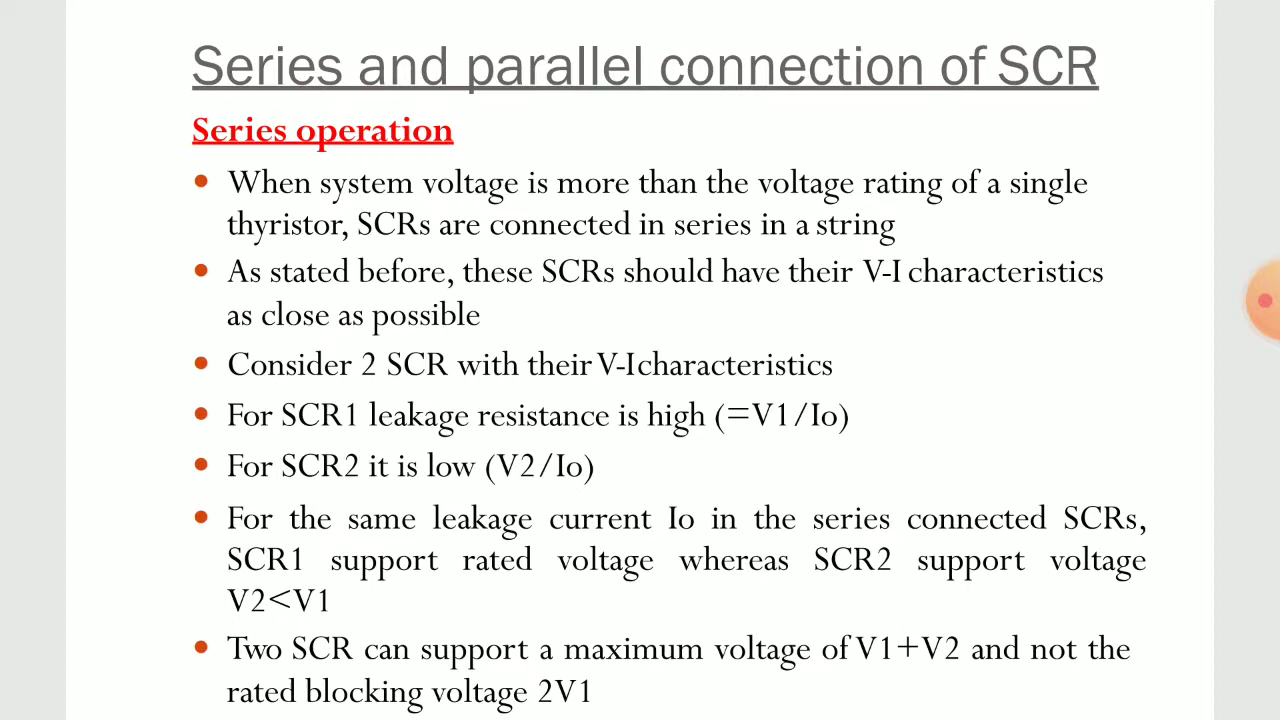 Series and parallel connection of SCR
Series operation
• When system voltage is more than the voltage rating of a single
thyristor, SCRs are connected in series in a string
• As stated before, these SCRs should have their V-I characteristics
as close as possible
• Consider 2 SCR with their V-Icharacteristics
• For SCR1 leakage resistance is high (=V1/Io)
• For SCR2 it is low (V2/Io)
• For the same leakage current Io in the series connected SCRs,
SCR1 support rated voltage whereas SCR2 support voltage
V2<V1
• Two SCR can support a maximum voltage of V1+V2 and not the
rated blocking voltage 2V1